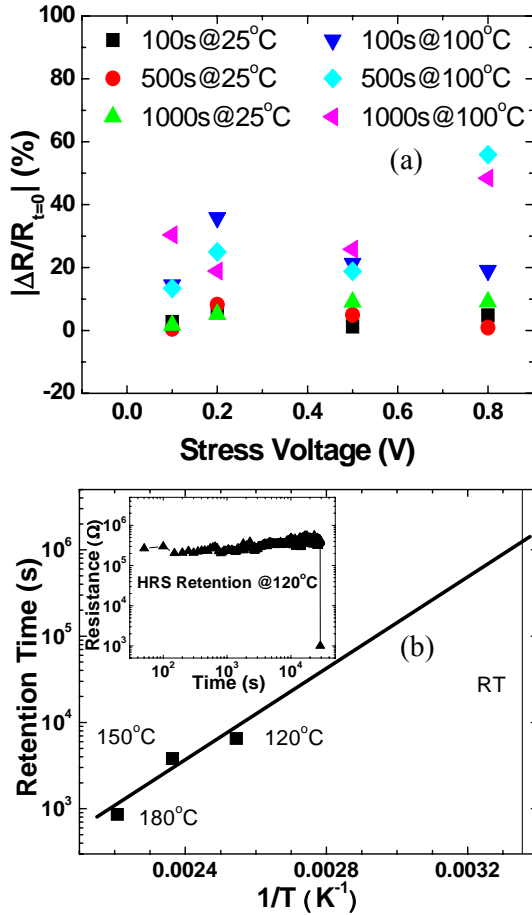 100s@25°C
100s@100°C
500s@25°C
500s@100°C
1000s@25°C
1000s@100°C
(a)
|ΔR/R_{t=0}| (%)
100
80
60
40
20
0
-20
0.0 0.2 0.4 0.6 0.8
Stress Voltage (V)
Retention Time (s)
10^6
10^5
10^4
10^3
Resistance (Ω)
10^6
10^5
10^4
10^3
HRS Retention @120°C
10^2 10^3 10^4
Time (s)
(b)
RT
150°C
120°C
180°C
0.0024 0.0028 0.0032
1/T (K^{-1})